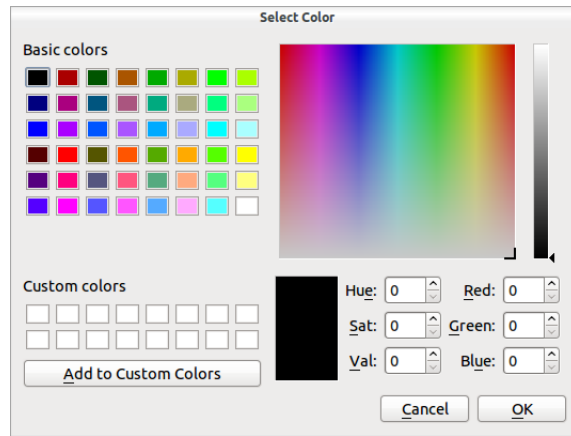 Select Color
Basic colors
Custom colors
Add to Custom Colors
Hue: 0 Red: 0
Sat: 0 Green: 0
Val: 0 Blue: 0
Cancel OK